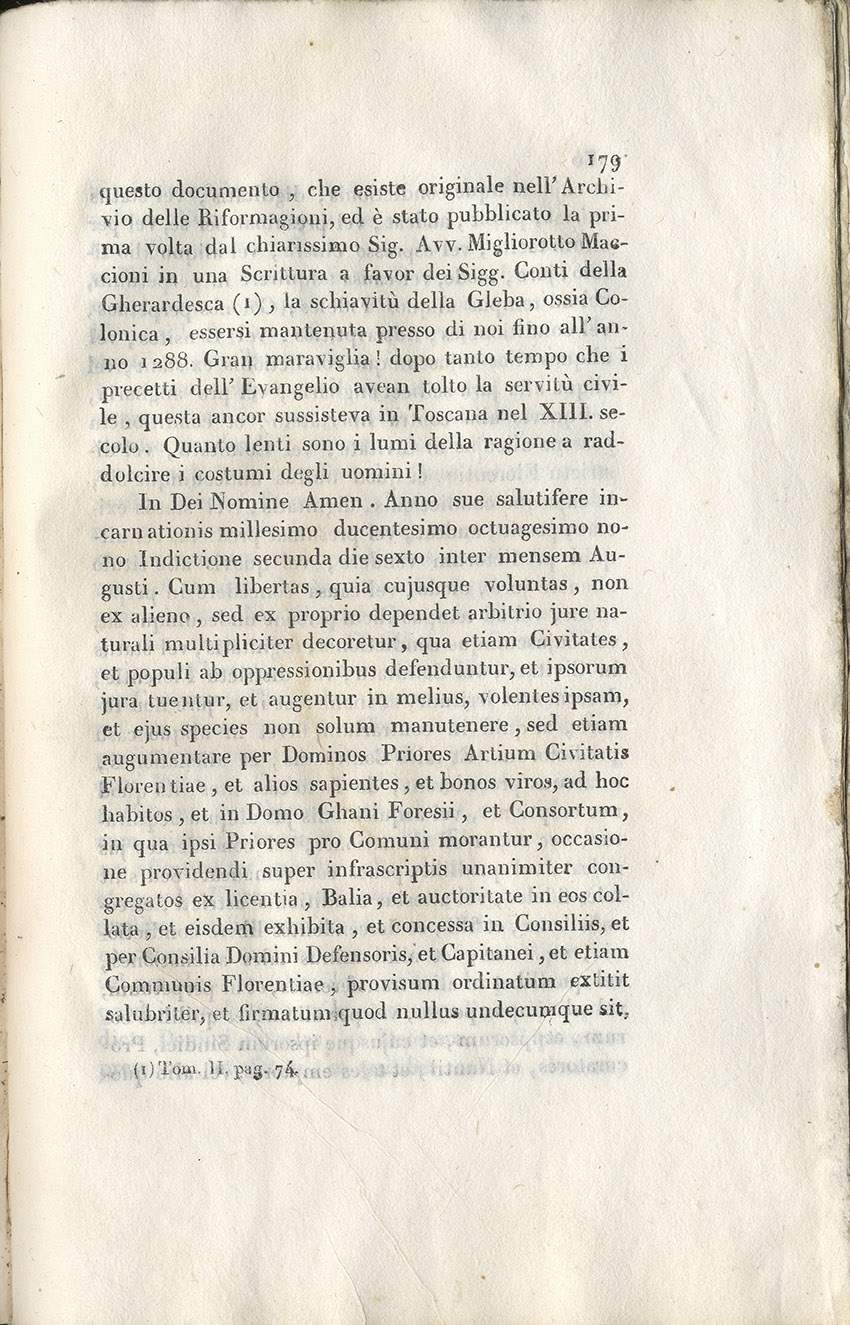 179
questo documento , che esiste originale nell' Archi-
vio delle Riformagioni, ed è stato pubblicato la pri-
ma volta dal chiarissimo Sig. Avv. Migliorotto Mac-
cioni in una Scrittura a favor dei Sigg. Conti della
Gherardesca (1) , la schiavitù della Gleba , ossia Co-
lonica , essersi mantenuta presso di noi fino all' an-
no 1288. Gran maraviglia ! dopo tanto tempo che i
precetti dell' Evangelio avean tolto la servitù civi-
le , questa ancor sussisteva in Toscana nel XIII. se-
colo . Quanto lenti sono i lumi della ragione a rad-
dolcire i costumi degli uomini !
In Dei Nomine Amen . Anno sue salutifere in-
carnationis millesimo ducentesimo octuagesimo no-
no Indictione secunda die sexto inter mensem Au-
gusti . Cum libertas , quia cujusque voluntas , non
ex alieno , sed ex proprio dependet arbitrio jure na-
turali multipliciter decoretur , qua etiam Civitates ,
et populi ab oppressionibus defenduntur, et ipsorum
jura tuentur, et augentur in melius, volentes ipsam,
et ejus species non solum manutenere , sed etiam
augumentare per Dominos Priores Artium Civitatis
Florentiae , et alios sapientes , et bonos viros, ad hoc
habitos , et in Domo Ghani Foresii , et Consortum ,
in qua ipsi Priores pro Comuni morantur , occasio-
ne providendi super infrascriptis unanimiter con-
gregatos ex licentia , Balia, et auctoritate in eos col-
lata , et eisdem exhibita , et concessa in Consiliis, et
per Consilia Domini Defensoris, et Capitanei , et etiam
Communis Florentiae , provisum ordinatum extitit
salubriter, et firmatum quod nullus undecumque sit,
(1) Tom. II. pag. 74.